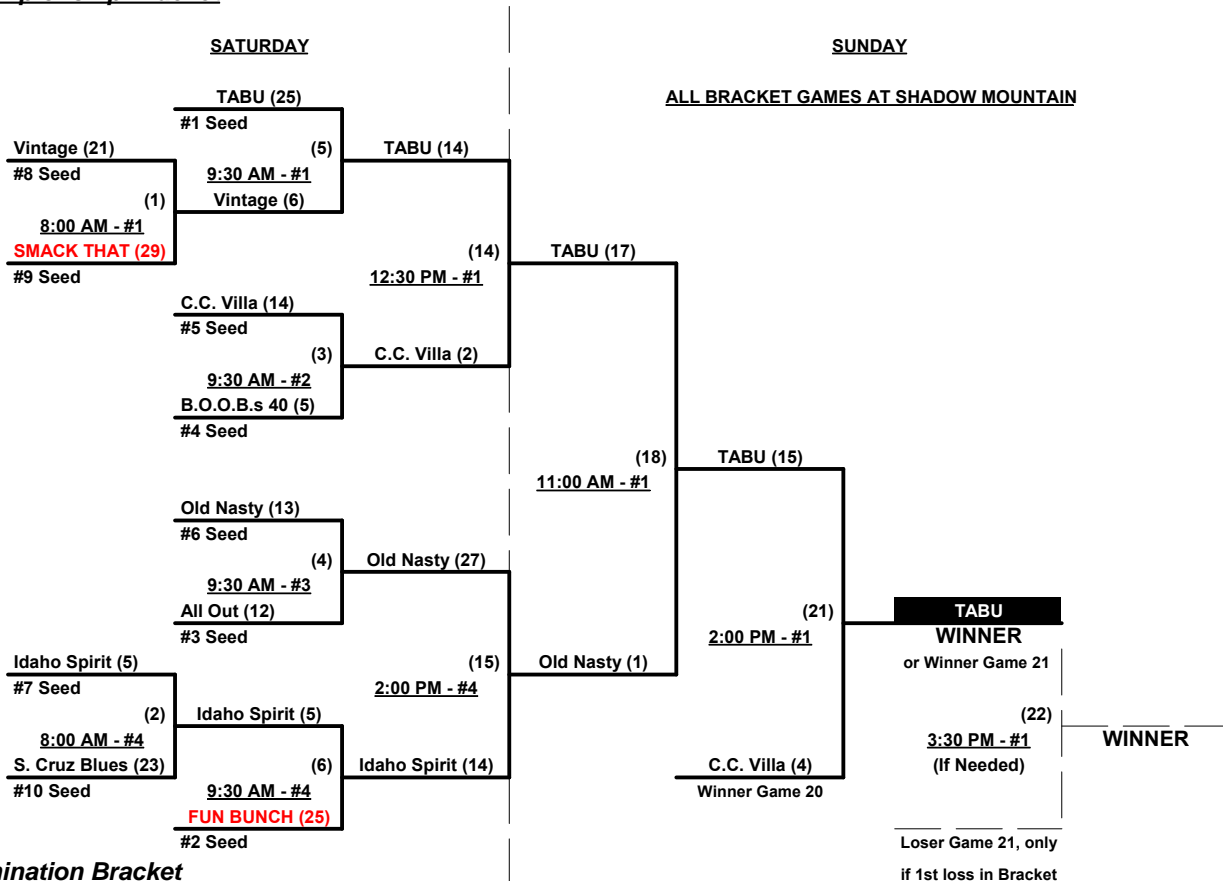 SATURDAY
SUNDAY
TABU (25)
ALL BRACKET GAMES AT SHADOW MOUNTAIN
#1 Seed
Vintage (21)
(5)
TABU (14)
#8 Seed
9:30 AM - #1
(1)
Vintage (6)
8:00 AM - #1
SMACK THAT (29)
(14)
TABU (17)
#9 Seed
12:30 PM - #1
C.C. Villa (14)
#5 Seed
(3)
C.C. Villa (2)
9:30 AM - #2
B.O.O.B.s 40 (5)
#4 Seed
(18)
TABU (15)
11:00 AM - #1
Old Nasty (13)
#6 Seed
(4)
Old Nasty (27)
9:30 AM - #3
All Out (12)
(21)
TABU
#3 Seed
2:00 PM - #1
WINNER
Idaho Spirit (5)
(15)
Old Nasty (1)
or Winner Game 21
#7 Seed
2:00 PM - #4
(2)
Idaho Spirit (5)
(22)
8:00 AM - #4
3:30 PM - #1
WINNER
S. Cruz Blues (23)
(6)
Idaho Spirit (14)
C.C. Villa (4)
(If Needed)
#10 Seed
9:30 AM - #4
Winner Game 20
FUN BUNCH (25)
#2 Seed
Loser Game 21, only
mination Bracket
if 1st loss in Bracket